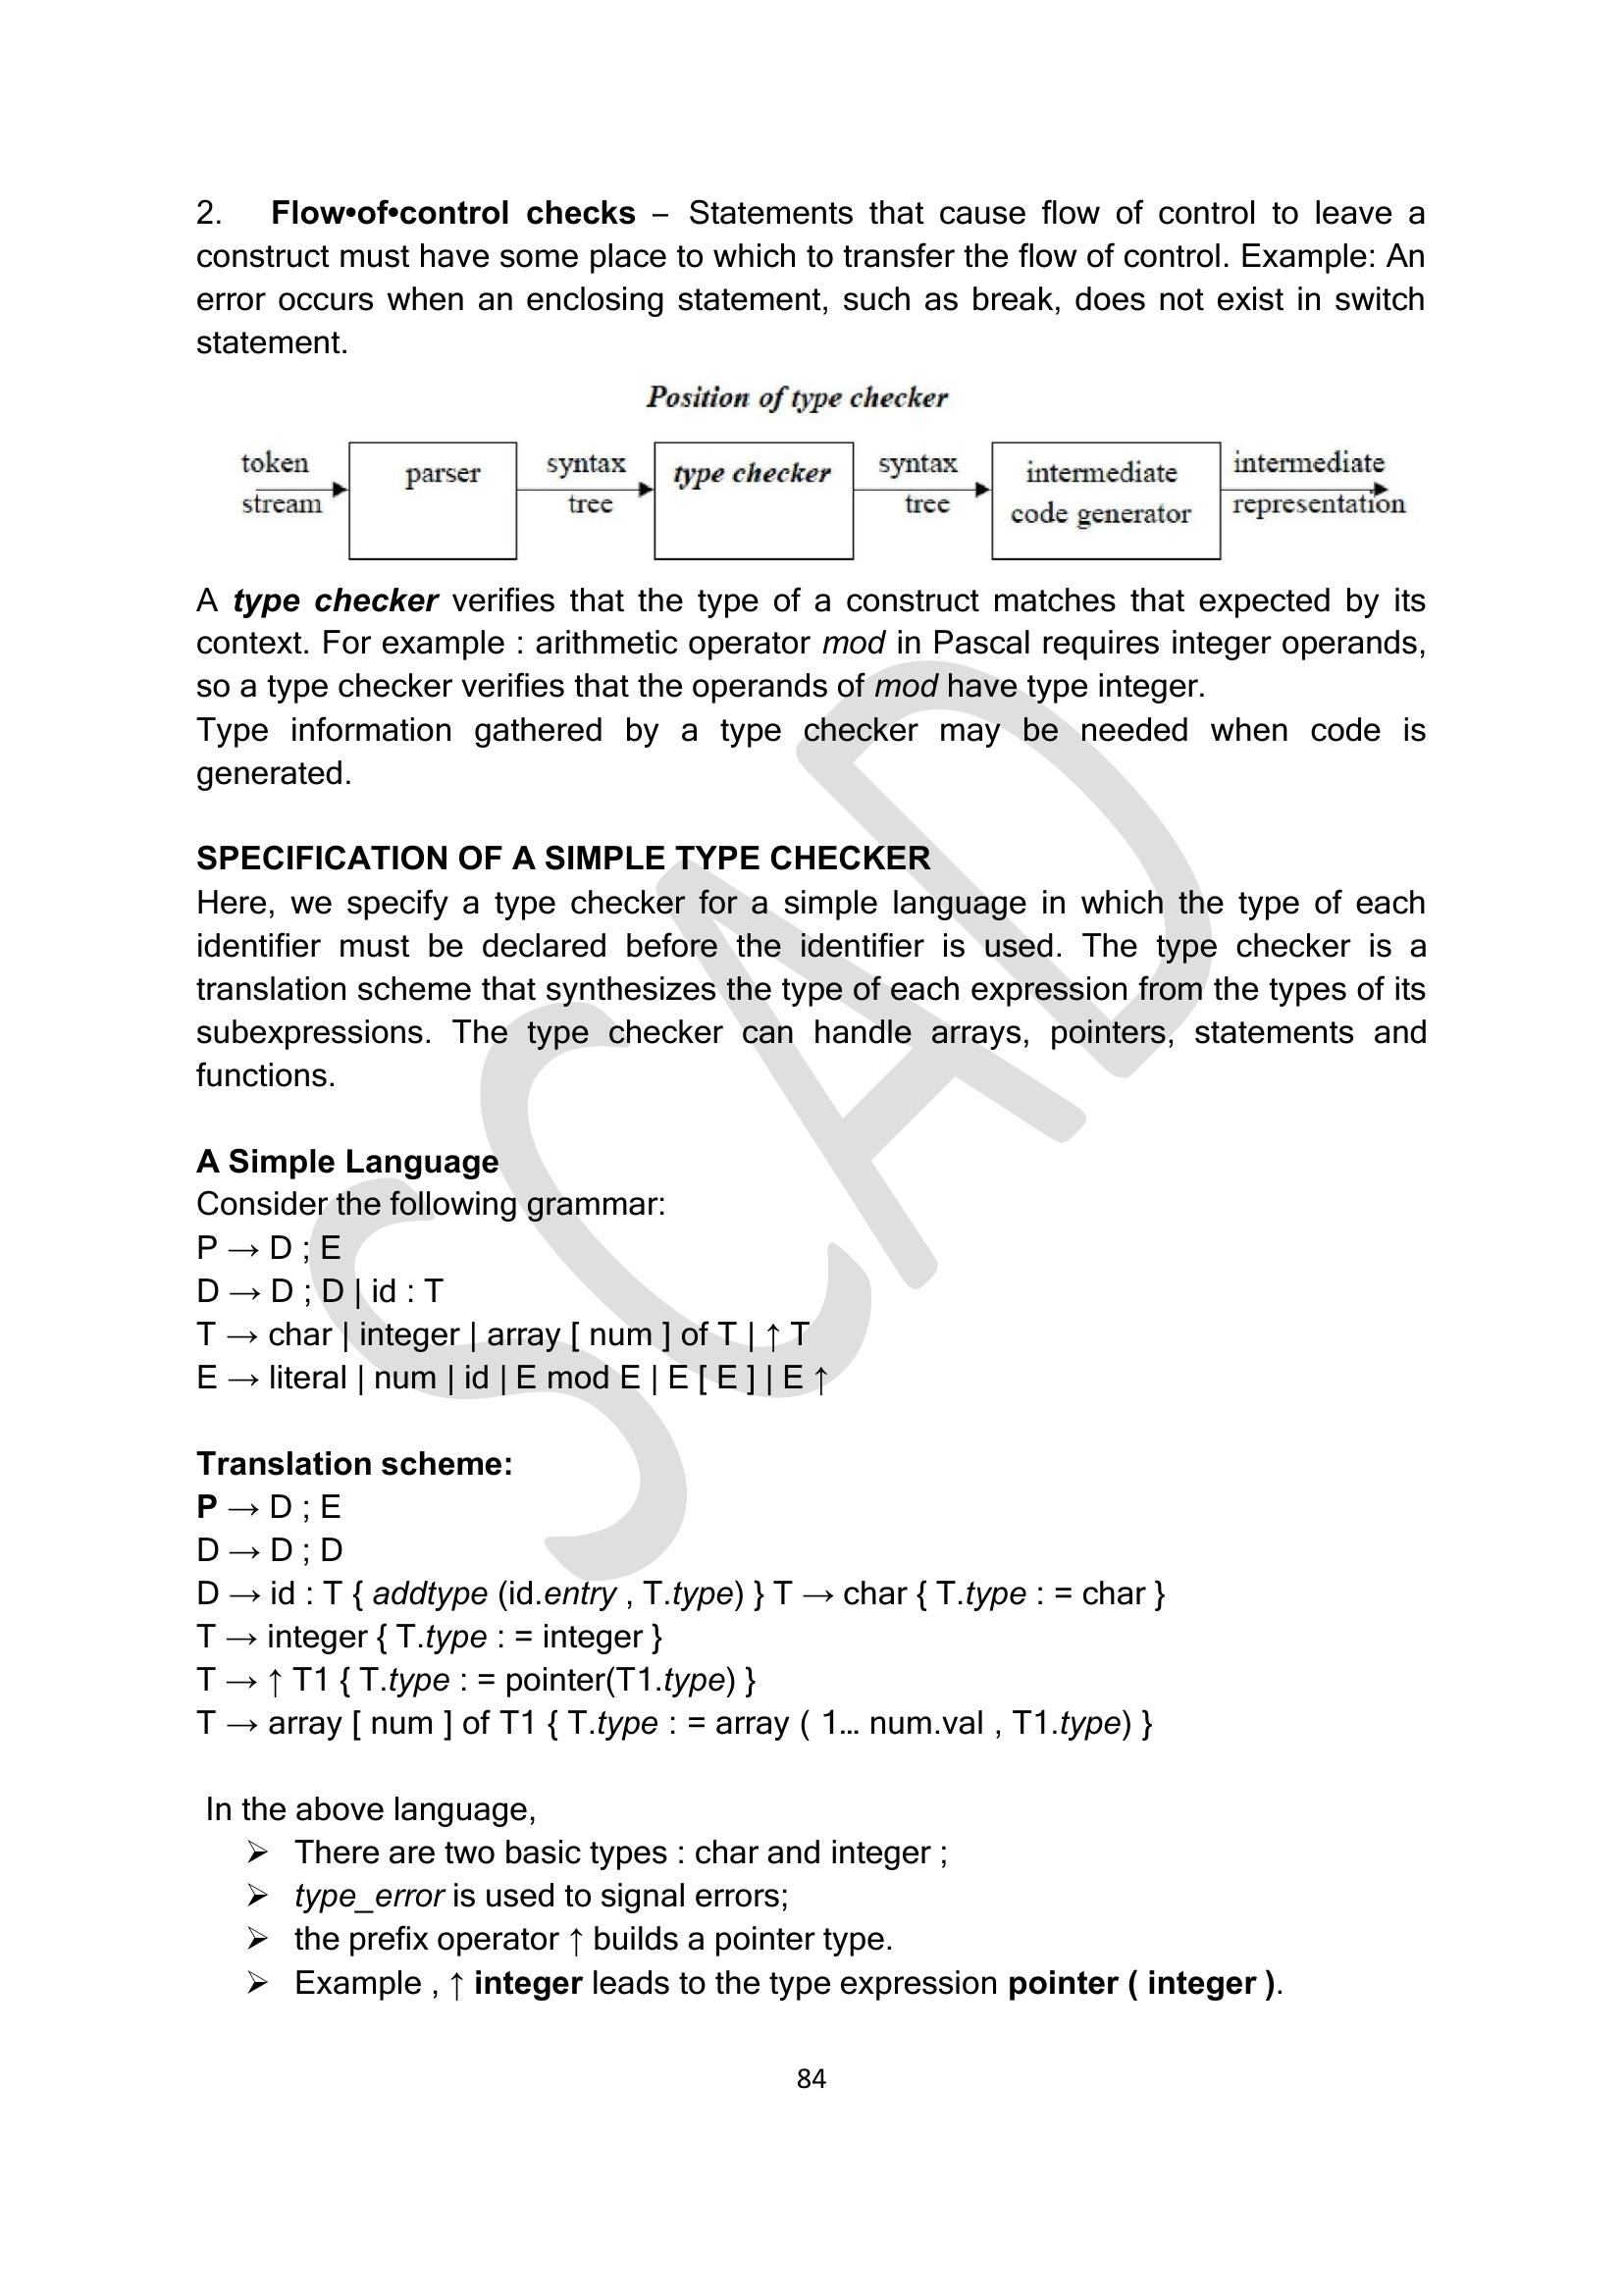 2. Flow•of•control checks – Statements that cause flow of control to leave a
construct must have some place to which to transfer the flow of control. Example: An
error occurs when an enclosing statement, such as break, does not exist in switch
statement.
Position of type checker
token stream
parser
syntax tree
type checker
syntax tree
intermediate code generator
intermediate representation
A type checker verifies that the type of a construct matches that expected by its
context. For example : arithmetic operator mod in Pascal requires integer operands,
so a type checker verifies that the operands of mod have type integer.
Type information gathered by a type checker may be needed when code is
generated.
SPECIFICATION OF A SIMPLE TYPE CHECKER
Here, we specify a type checker for a simple language in which the type of each
identifier must be declared before the identifier is used. The type checker is a
translation scheme that synthesizes the type of each expression from the types of its
subexpressions. The type checker can handle arrays, pointers, statements and
functions.
A Simple Language
Consider the following grammar:
P → D ; E
D → D ; D | id : T
T → char | integer | array [ num ] of T | ↑ T
E → literal | num | id | E mod E | E [ E ] | E ↑
Translation scheme:
P → D ; E
D → D ; D
D → id : T { addtype (id.entry , T.type) } T → char { T.type : = char }
T → integer { T.type : = integer }
T → ↑ T1 { T.type : = pointer(T1.type) }
T → array [ num ] of T1 { T.type : = array ( 1... num.val , T1.type) }
In the above language,
➢ There are two basic types : char and integer ;
➢ type_error is used to signal errors;
➢ the prefix operator ↑ builds a pointer type.
➢ Example , ↑ integer leads to the type expression pointer ( integer ).
84
SCAD